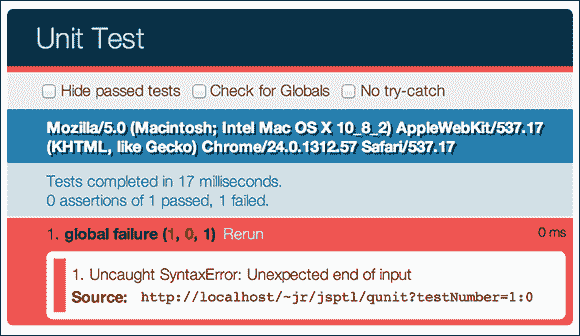 Unit Test
Hide passed tests Check for Globals No try-catch
Mozilla/5.0 (Macintosh; Intel Mac OS X 10_8_2) AppleWebKit/537.17
(KHTML, like Gecko) Chrome/24.0.1312.57 Safari/537.17
Tests completed in 17 milliseconds.
0 assertions of 1 passed, 1 failed.
1. global failure (1, 0, 1) Rerun 0 ms
1. Uncaught SyntaxError: Unexpected end of input
Source: http://localhost/~jr/jsptl/qunit?testNumber=1:0